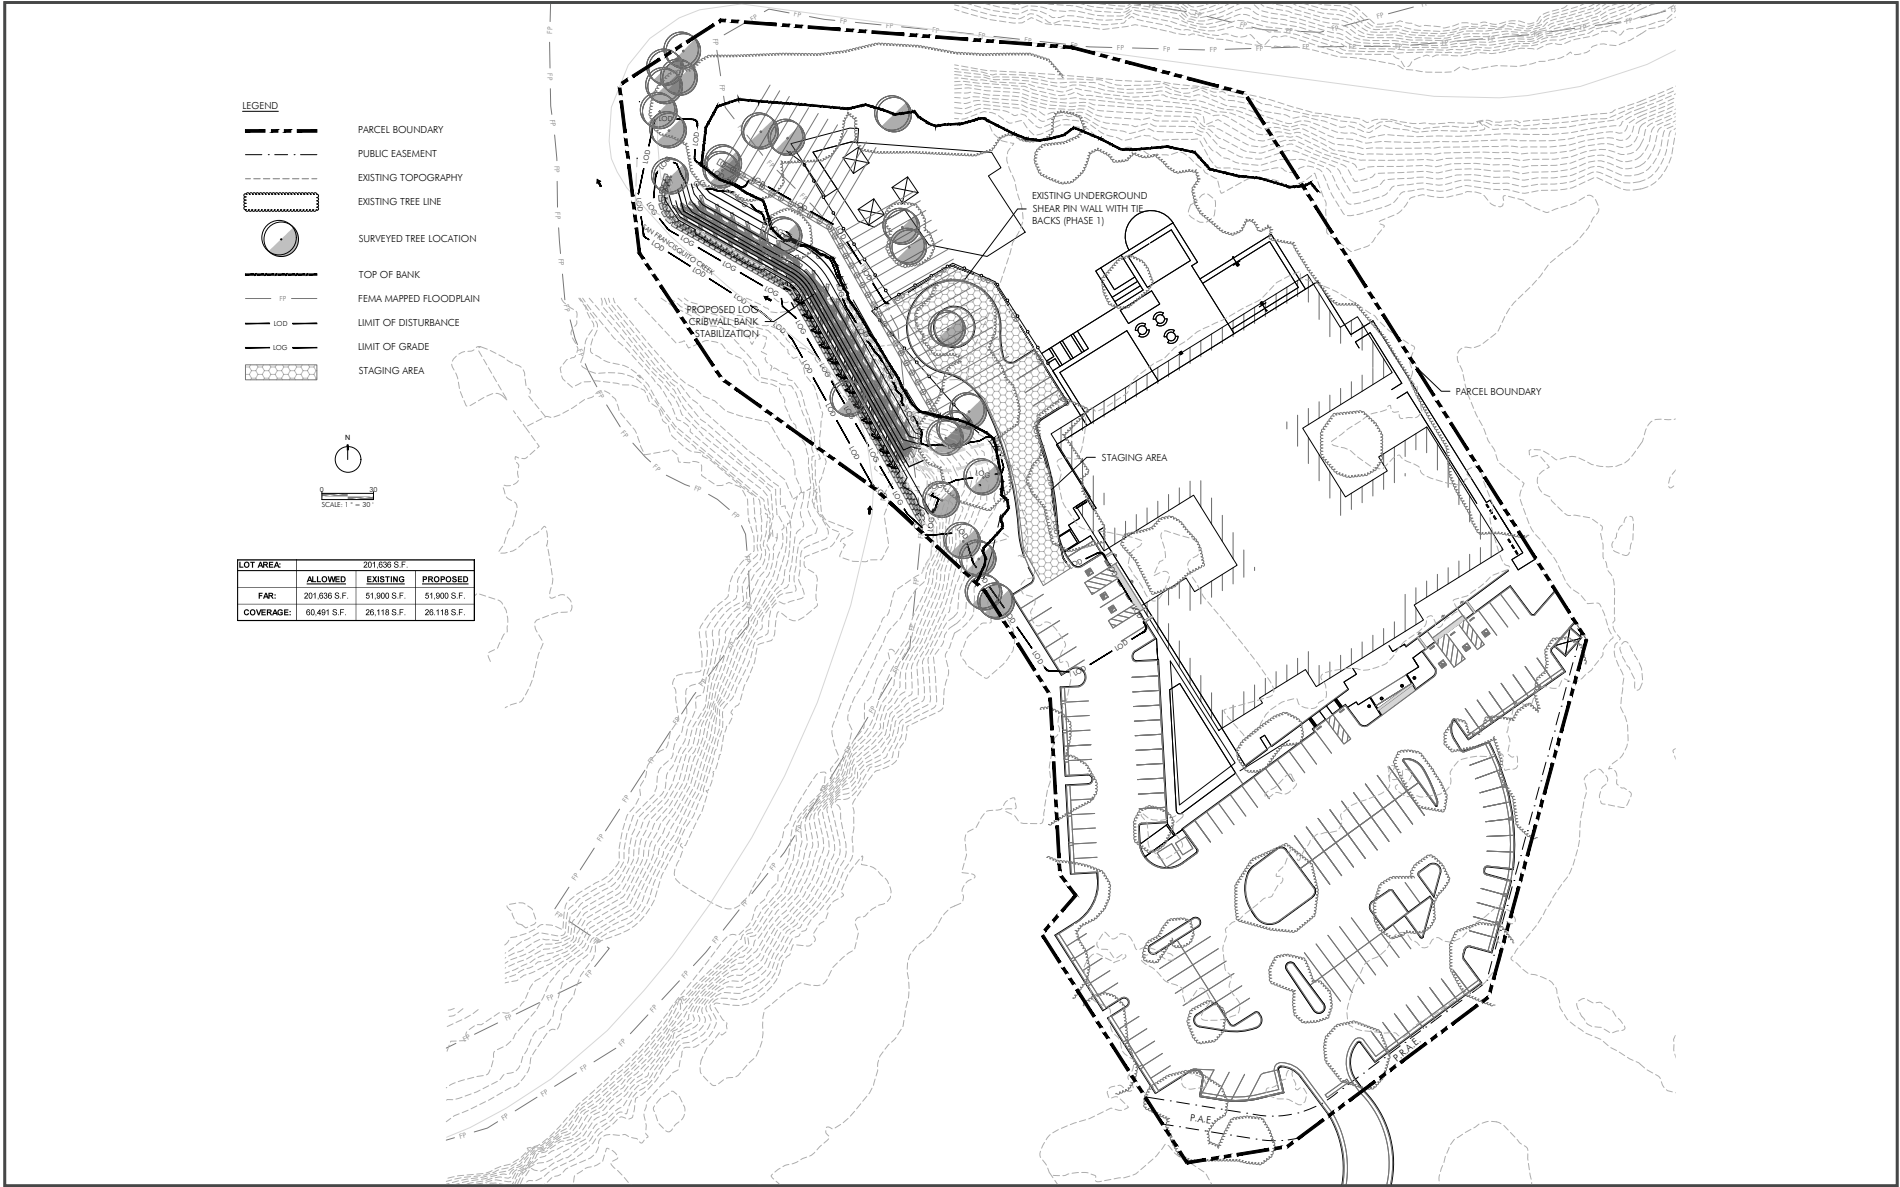 LEGEND
PARCEL BOUNDARY
PUBLIC EASEMENT
EXISTING TOPOGRAPHY
EXISTING TREE LINE
SURVEYED TREE LOCATION
TOP OF BANK
FP FEMA MAPPED FLOODPLAIN
LOD LIMIT OF DISTURBANCE
LOG LIMIT OF GRADE
STAGING AREA
N
0 30
SCALE: 1" = 30'
LOT AREA: 201,636 S.F.
ALLOWED EXISTING PROPOSED
FAR: 201,636 S.F. 51,900 S.F. 51,900 S.F.
COVERAGE: 60,491 S.F. 26,118 S.F. 26.118 S.F.
SAN FRANCISQUITO CREEK
PROPOSED LOG
CRIBWALL BANK
STABILIZATION
EXISTING UNDERGROUND
SHEAR PIN WALL WITH TIE
BACKS (PHASE 1)
PARCEL BOUNDARY
STAGING AREA
P.A.E.